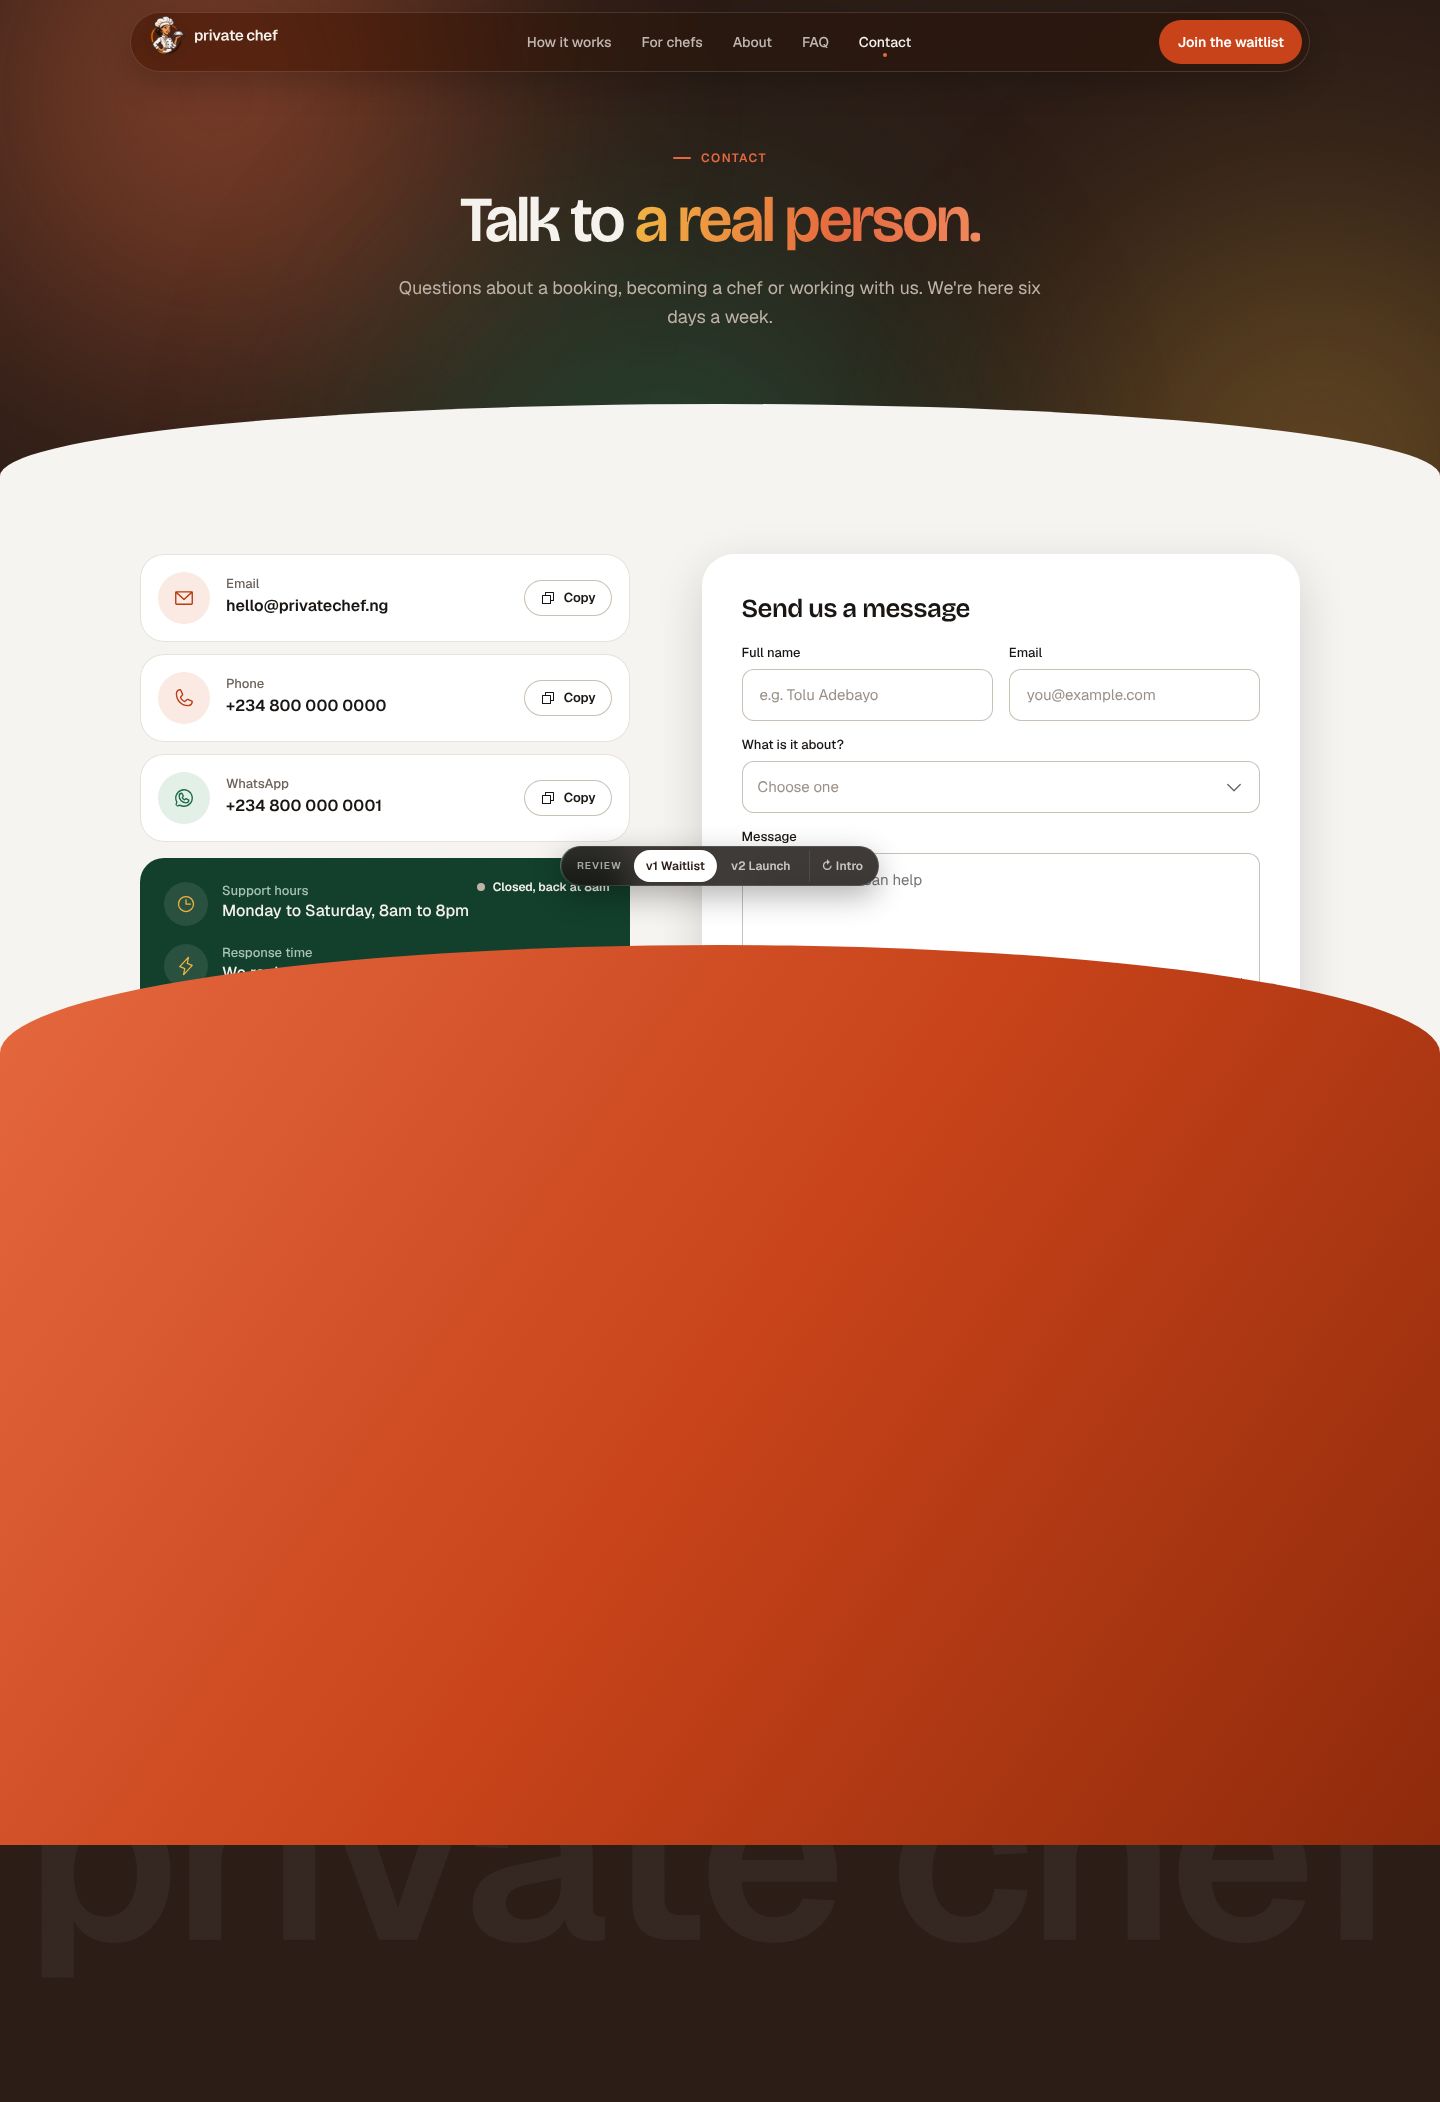 private chef
How it works
For chefs
About
FAQ
Contact
Join the waitlist
CONTACT
Talk to a real person.
Questions about a booking, becoming a chef or working with us. We're here six
days a week.
Email
hello@privatechef.ng
Copy
Phone
+234 800 000 0000
Copy
WhatsApp
+234 800 000 0001
Copy
Support hours
Monday to Saturday, 8am to 8pm
Closed, back at 8am
Response time
We
Send us a message
Full name
Email
e.g. Tolu Adebayo
you@example.com
What is it about?
Choose one
Message
can help
REVIEW
v1 Waitlist
v2 Launch
↻ Intro
private chef